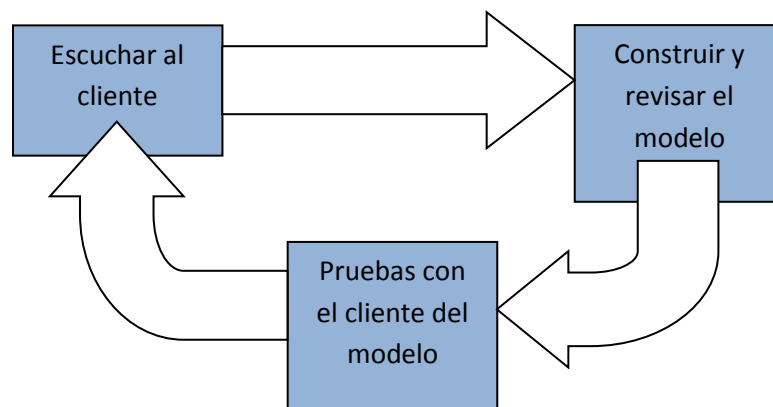 Escuchar al
cliente
Construir y
revisar el
modelo
Pruebas con
el cliente del
modelo